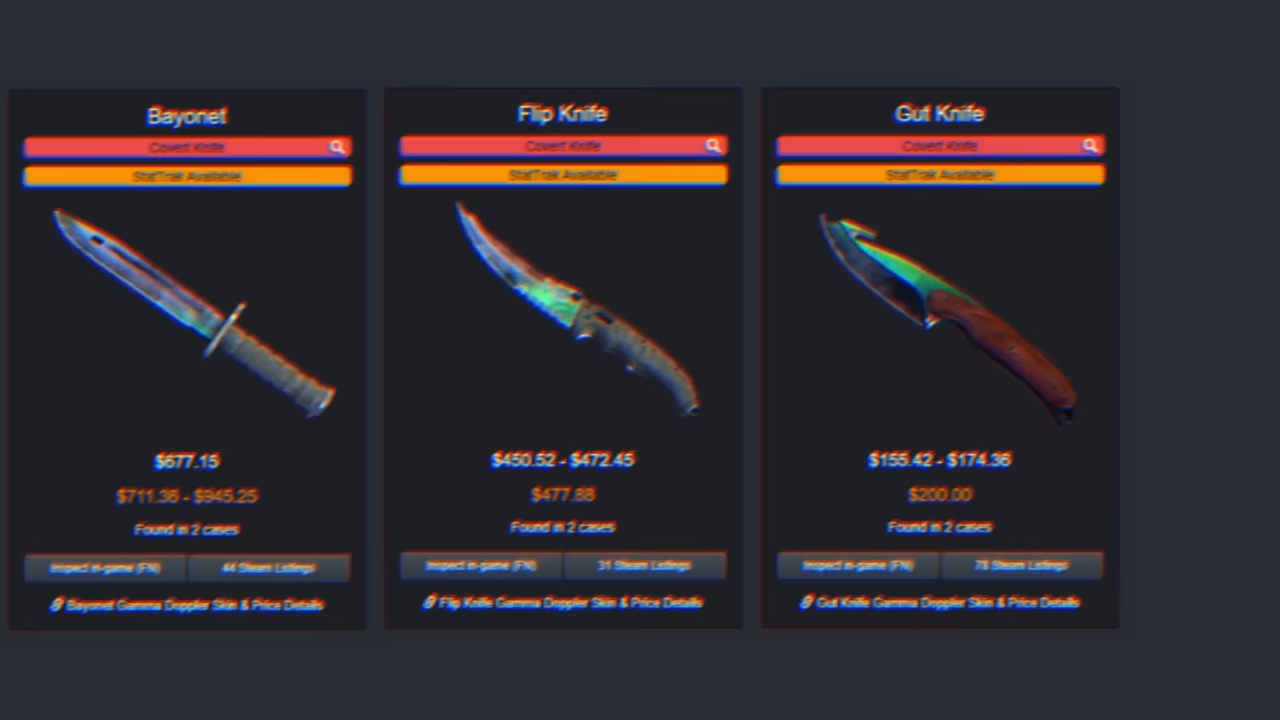 Bayonet
Covert Knife
StatTrak Available
$677.15
$711.36 - $945.25
Found in 2 cases
Inspect in-game (FN)
44 Steam Listings
Bayonet Gamma Doppler Skin & Price Details
Flip Knife
Covert Knife
StatTrak Available
$450.52 - $472.45
$477.88
Found in 2 cases
Inspect in-game (FN)
31 Steam Listings
Flip Knife Gamma Doppler Skin & Price Details
Gut Knife
Covert Knife
StatTrak Available
$155.42 - $174.36
$200.00
Found in 2 cases
Inspect in-game (FN)
78 Steam Listings
Gut Knife Gamma Doppler Skin & Price Details